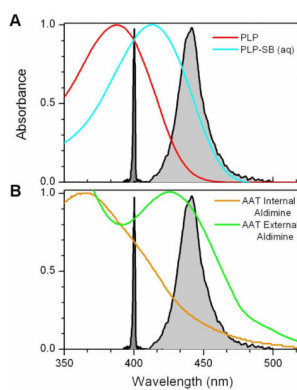 A
PLP
PLP-SB (aq)
Absorbance
1.0
0.5
0.0
B
AAT Internal
Aldimine
AAT External
Aldimine
1.0
0.5
0
350
400
450
500
Wavelength (nm)